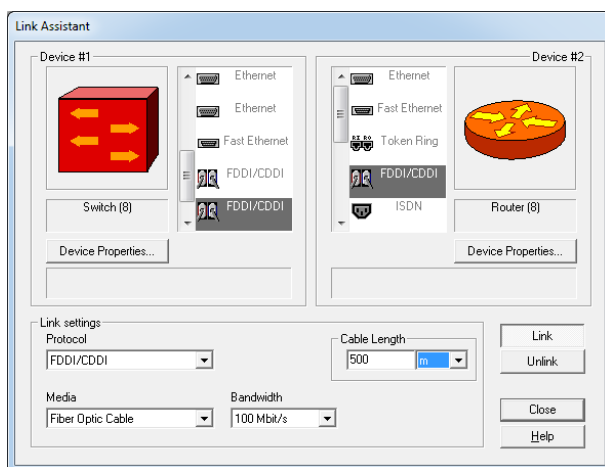 Link Assistant
Device #1
Ethernet
Ethernet
Fast Ethernet
FDDI/CDDI
FDDI/CDDI
Switch (8)
Device Properties...
Device #2
Ethernet
Fast Ethernet
RI RO
Token Ring
FDDI/CDDI
ISDN
Router (8)
Device Properties...
Link settings
Protocol
FDDI/CDDI
Cable Length
500 m
Media
Fiber Optic Cable
Bandwidth
100 Mbit/s
Link
Unlink
Close
Help